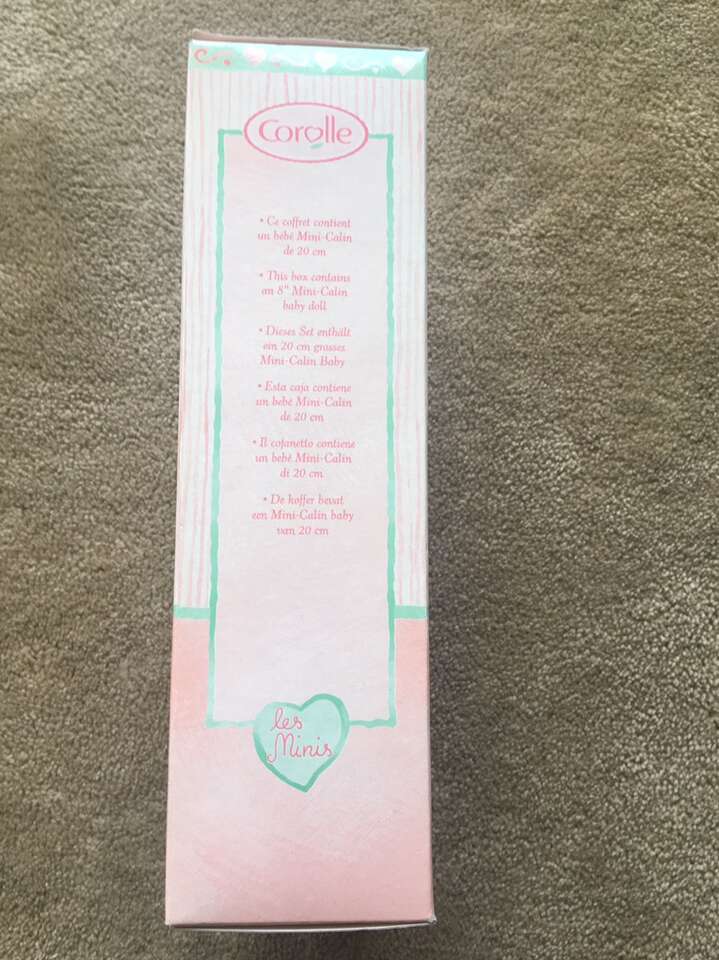 Corolle
• Ce coffret contient
un bébé Mini-Calin
de 20 cm
• This box contains
an 8" Mini-Calin
baby doll
• Dieses Set enthält
ein 20 cm grosses
Mini-Calin Baby
• Esta caja contiene
un bebé Mini-Calin
de 20 cm
• Il cofanetto contiene
un bebé Mini-Calin
di 20 cm
• De koffer bevat
een Mini-Calin baby
van 20 cm
les
Minis